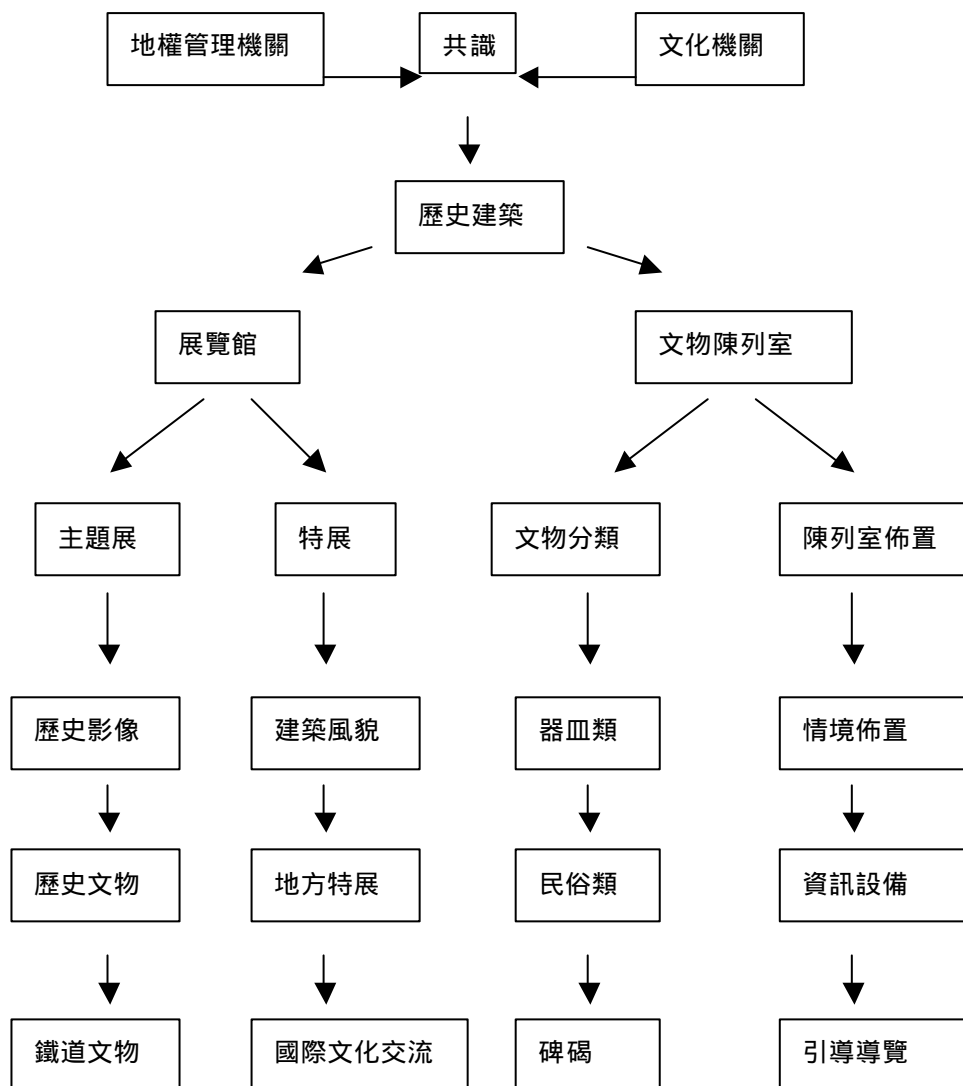 地權管理機關
共識
文化機關
歷史建築
展覽館
文物陳列室
主題展
特展
文物分類
陳列室佈置
歷史影像
建築風貌
器皿類
情境佈置
歷史文物
地方特展
民俗類
資訊設備
鐵道文物
國際文化交流
碑碣
引導導覽